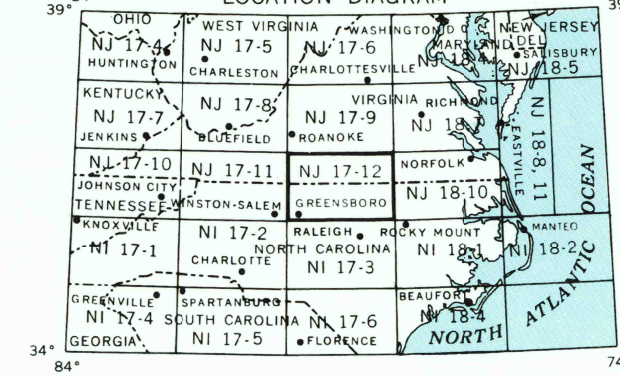 LOCATION DIAGRAM
39°
OHIO
WEST VIRGINIA
WASHINGTON D C
NEW JERSEY
NJ 17-4
NJ 17-5
NJ 17-6
MARYLAND
DEL
HUNTINGTON
CHARLESTON
CHARLOTTESVILLE
NJ 18-4
SALISBURY
NJ 18-5
KENTUCKY
NJ 17-7
NJ 17-8
NJ 17-9
VIRGINIA
RICHMOND
NJ 18-7
NJ 18-8, 11
EASTVILLE
JENKINS
BLUEFIELD
ROANOKE
NJ 17-10
NJ 17-11
NJ 17-12
NORFOLK
NJ 18-10
JOHNSON CITY
TENNESSEE
WINSTON-SALEM
GREENSBORO
OCEAN
KNOXVILLE
NI 17-1
NI 17-2
RALEIGH
ROCKY MOUNT
MANTEO
NORTH CAROLINA
NI 18-1
NI 18-2
CHARLOTTE
NI 17-3
ATLANTIC
GREENVILLE
SPARTANBURG
BEAUFORT
NI 17-4
SOUTH CAROLINA
NI 17-6
NI 18-4
GEORGIA
NI 17-5
FLORENCE
NORTH
34°
84°